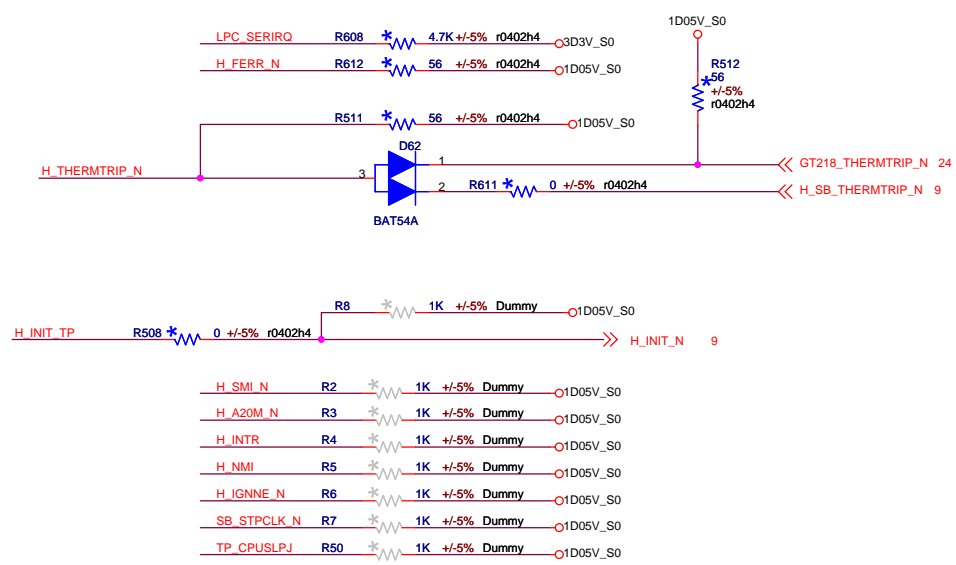 1D05V_S0
LPC_SERIRQ R608 * 4.7K +/-5% r0402h4 3D3V_S0
H_FERR_N R612 * 56 +/-5% r0402h4 1D05V_S0
R512
* 56
+/-5%
r0402h4
R511 * 56 +/-5% r0402h4 1D05V_S0
D62
H_THERMTRIP_N 3 1 GT218_THERMTRIP_N 24
2 R611 * 0 +/-5% r0402h4 H_SB_THERMTRIP_N 9
BAT54A
R8 * 1K +/-5% Dummy 1D05V_S0
H_INIT_TP R508 * 0 +/-5% r0402h4 H_INIT_N 9
H_SMI_N R2 * 1K +/-5% Dummy 1D05V_S0
H_A20M_N R3 * 1K +/-5% Dummy 1D05V_S0
H_INTR R4 * 1K +/-5% Dummy 1D05V_S0
H_NMI R5 * 1K +/-5% Dummy 1D05V_S0
H_IGNNE_N R6 * 1K +/-5% Dummy 1D05V_S0
SB_STPCLK_N R7 * 1K +/-5% Dummy 1D05V_S0
TP_CPUSLPJ R50 * 1K +/-5% Dummy 1D05V_S0